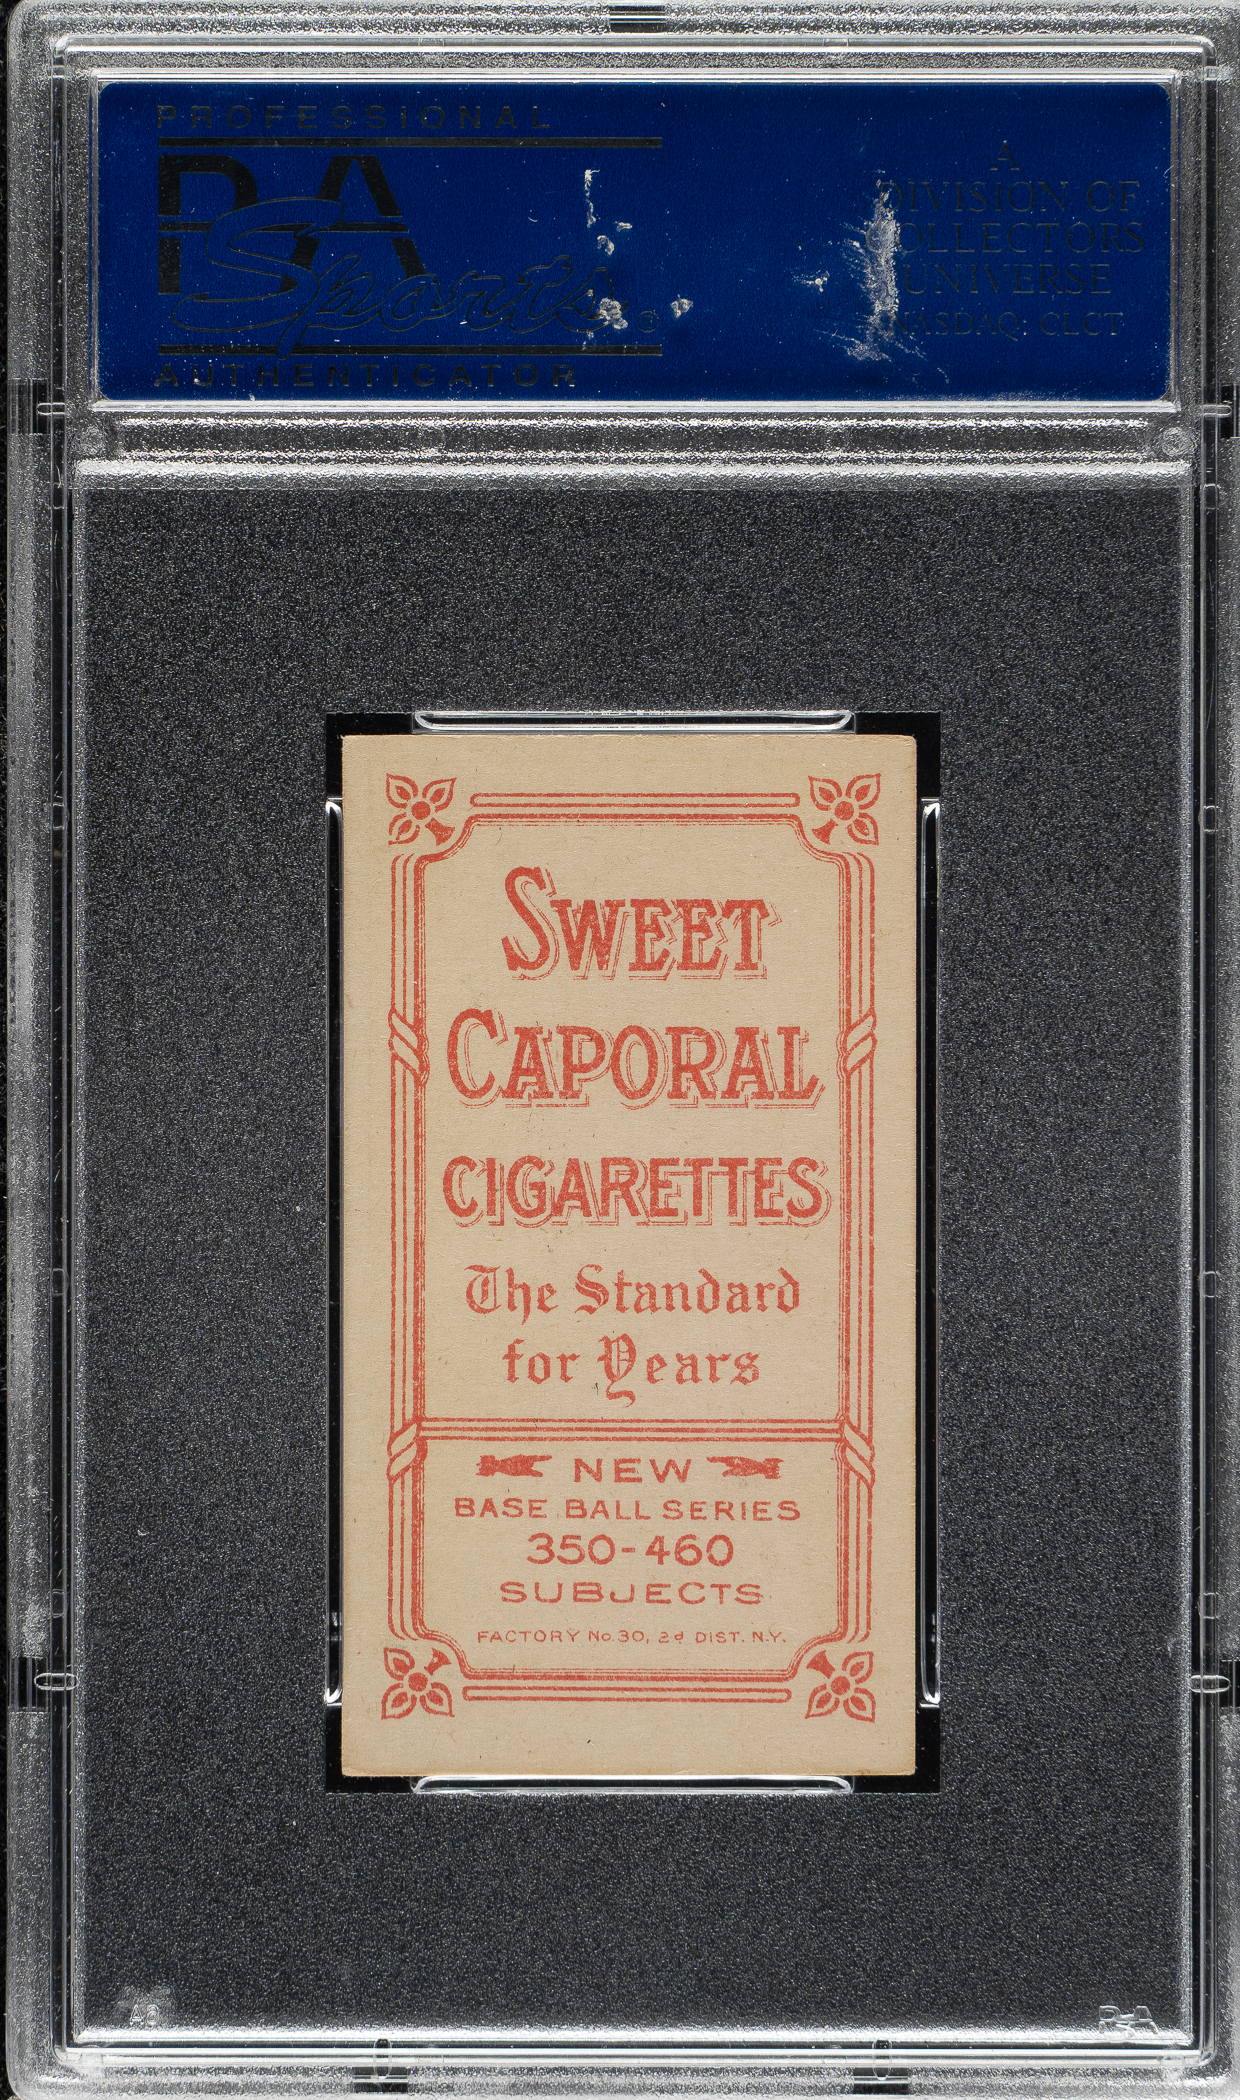 PROFESSIONAL
PSA
Sports®
AUTHENTICATOR
A
DIVISION OF
COLLECTORS
UNIVERSE
NASDAQ: CLCT
SWEET
CAPORAL
CIGARETTES
The Standard
for Years
NEW
BASE BALL SERIES
350-460
SUBJECTS
FACTORY No. 30, 2d DIST. N.Y.
PSA